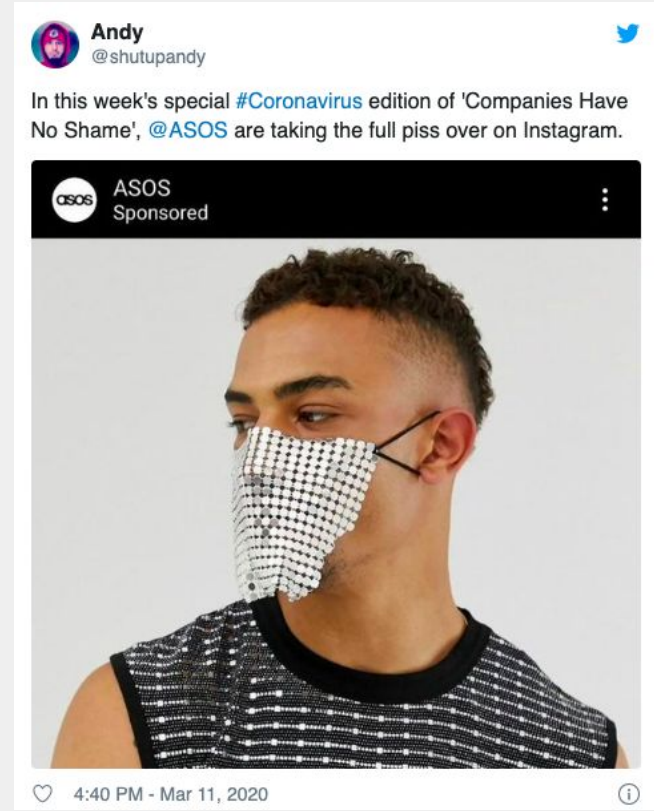 Andy
@shutupandy
In this week's special #Coronavirus edition of 'Companies Have
No Shame', @ASOS are taking the full piss over on Instagram.
asos
ASOS
Sponsored
4:40 PM - Mar 11, 2020